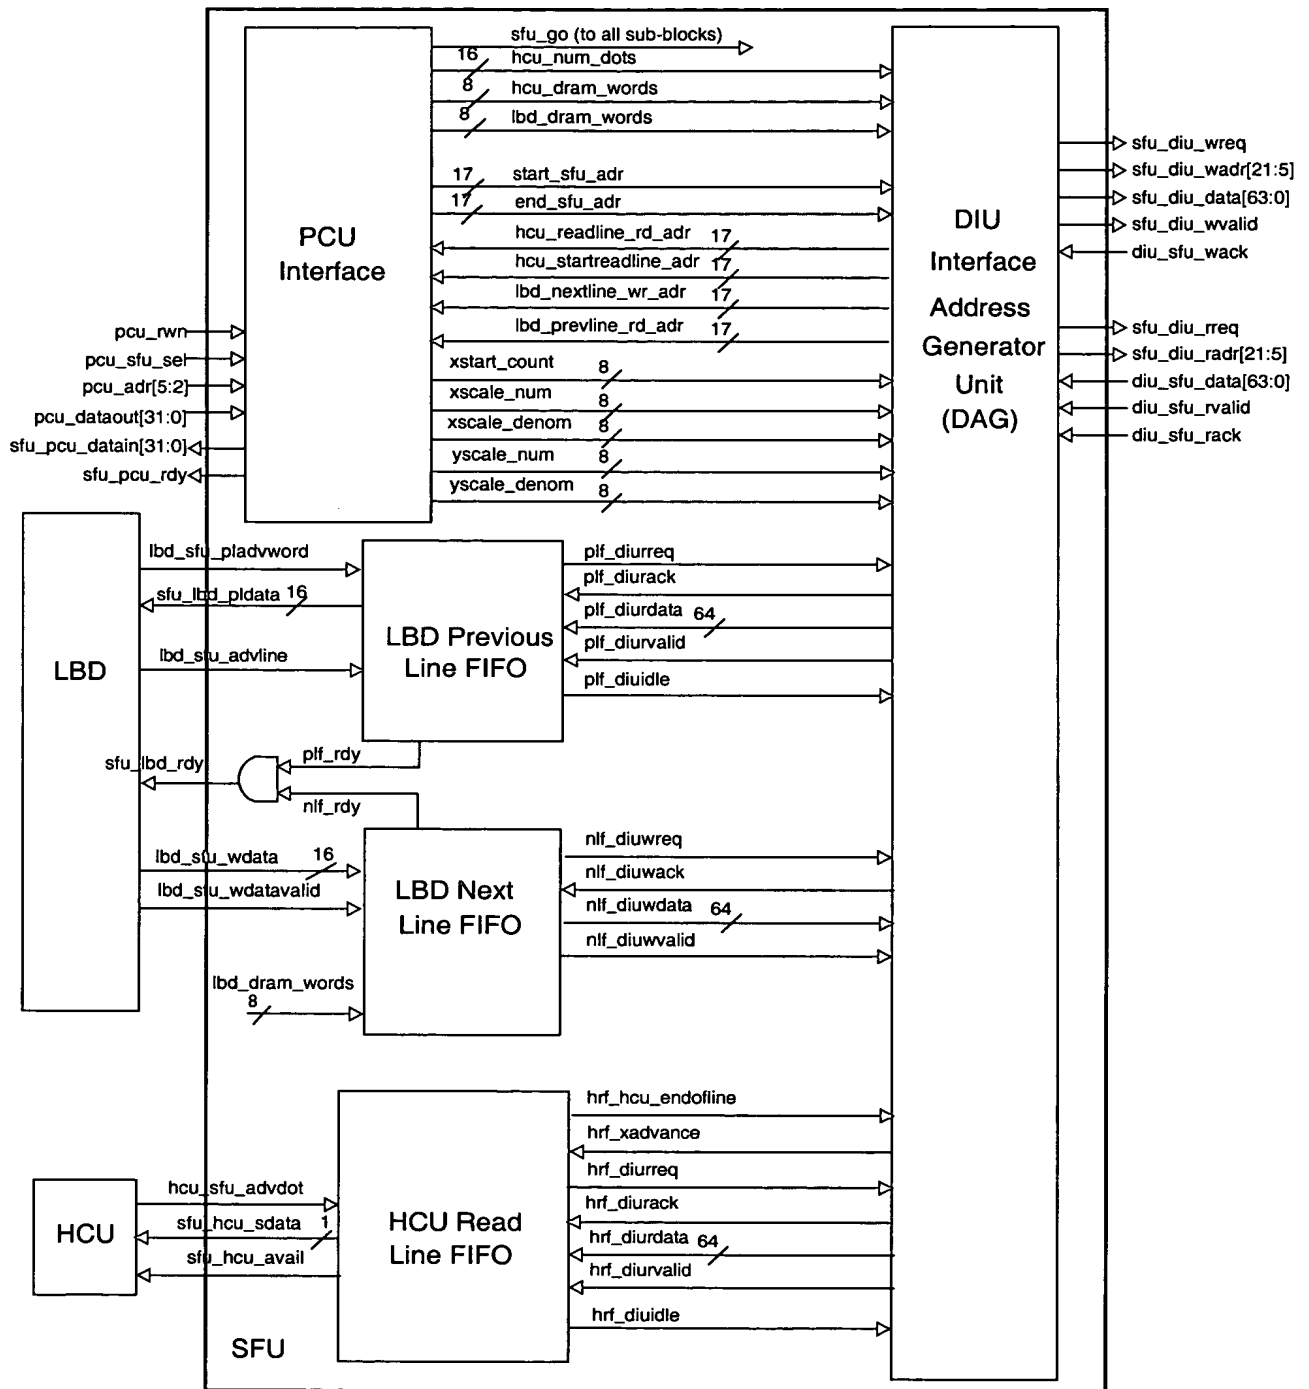 sfu_go (to all sub-blocks)
16 hcu_num_dots
8 hcu_dram_words
8 lbd_dram_words
17 start_sfu_adr
17 end_sfu_adr
hcu_readline_rd_adr 17
hcu_startreadline_adr 17
lbd_nextline_wr_adr 17
lbd_prevline_rd_adr 17
xstart_count 8
xscale_num 8
xscale_denom 8
yscale_num 8
yscale_denom 8
PCU
Interface
DIU
Interface
Address
Generator
Unit
(DAG)
sfu_diu_wreq
sfu_diu_wadr[21:5]
sfu_diu_data[63:0]
sfu_diu_wvalid
diu_sfu_wack
sfu_diu_rreq
sfu_diu_radr[21:5]
diu_sfu_data[63:0]
diu_sfu_rvalid
diu_sfu_rack
pcu_rwn
pcu_sfu_sel
pcu_adr[5:2]
pcu_dataout[31:0]
sfu_pcu_datain[31:0]
sfu_pcu_rdy
LBD
lbd_sfu_pladvword
sfu_lbd_pldata 16
lbd_sfu_advline
LBD Previous
Line FIFO
plf_diurreq
plf_diurack
plf_diurdata 64
plf_diurvalid
plf_diuidle
sfu_lbd_rdy
plf_rdy
nlf_rdy
lbd_sfu_wdata 16
lbd_sfu_wdatavalid
lbd_dram_words
8
LBD Next
Line FIFO
nlf_diuwreq
nlf_diuwack
nlf_diuwdata 64
nlf_diuwvalid
HCU
hcu_sfu_advdot
sfu_hcu_sdata 1
sfu_hcu_avail
HCU Read
Line FIFO
hrf_hcu_endofline
hrf_xadvance
hrf_diurreq
hrf_diurack
hrf_diurdata 64
hrf_diurvalid
hrf_diuidle
SFU